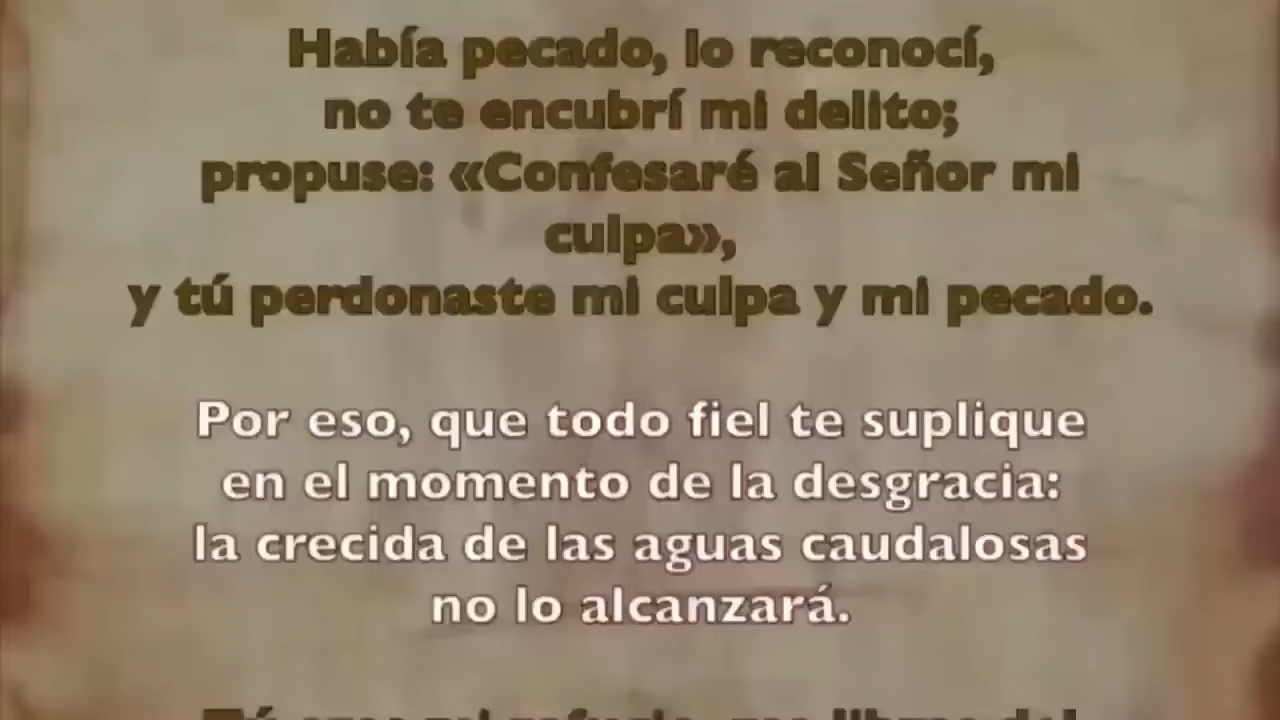 Había pecado, lo reconocí,
no te encubrí mi delito;
propuse: «Confesaré al Señor mi
culpa»,
y tú perdonaste mi culpa y mi pecado.
Por eso, que todo fiel te suplique
en el momento de la desgracia:
la crecida de las aguas caudalosas
no lo alcanzará.